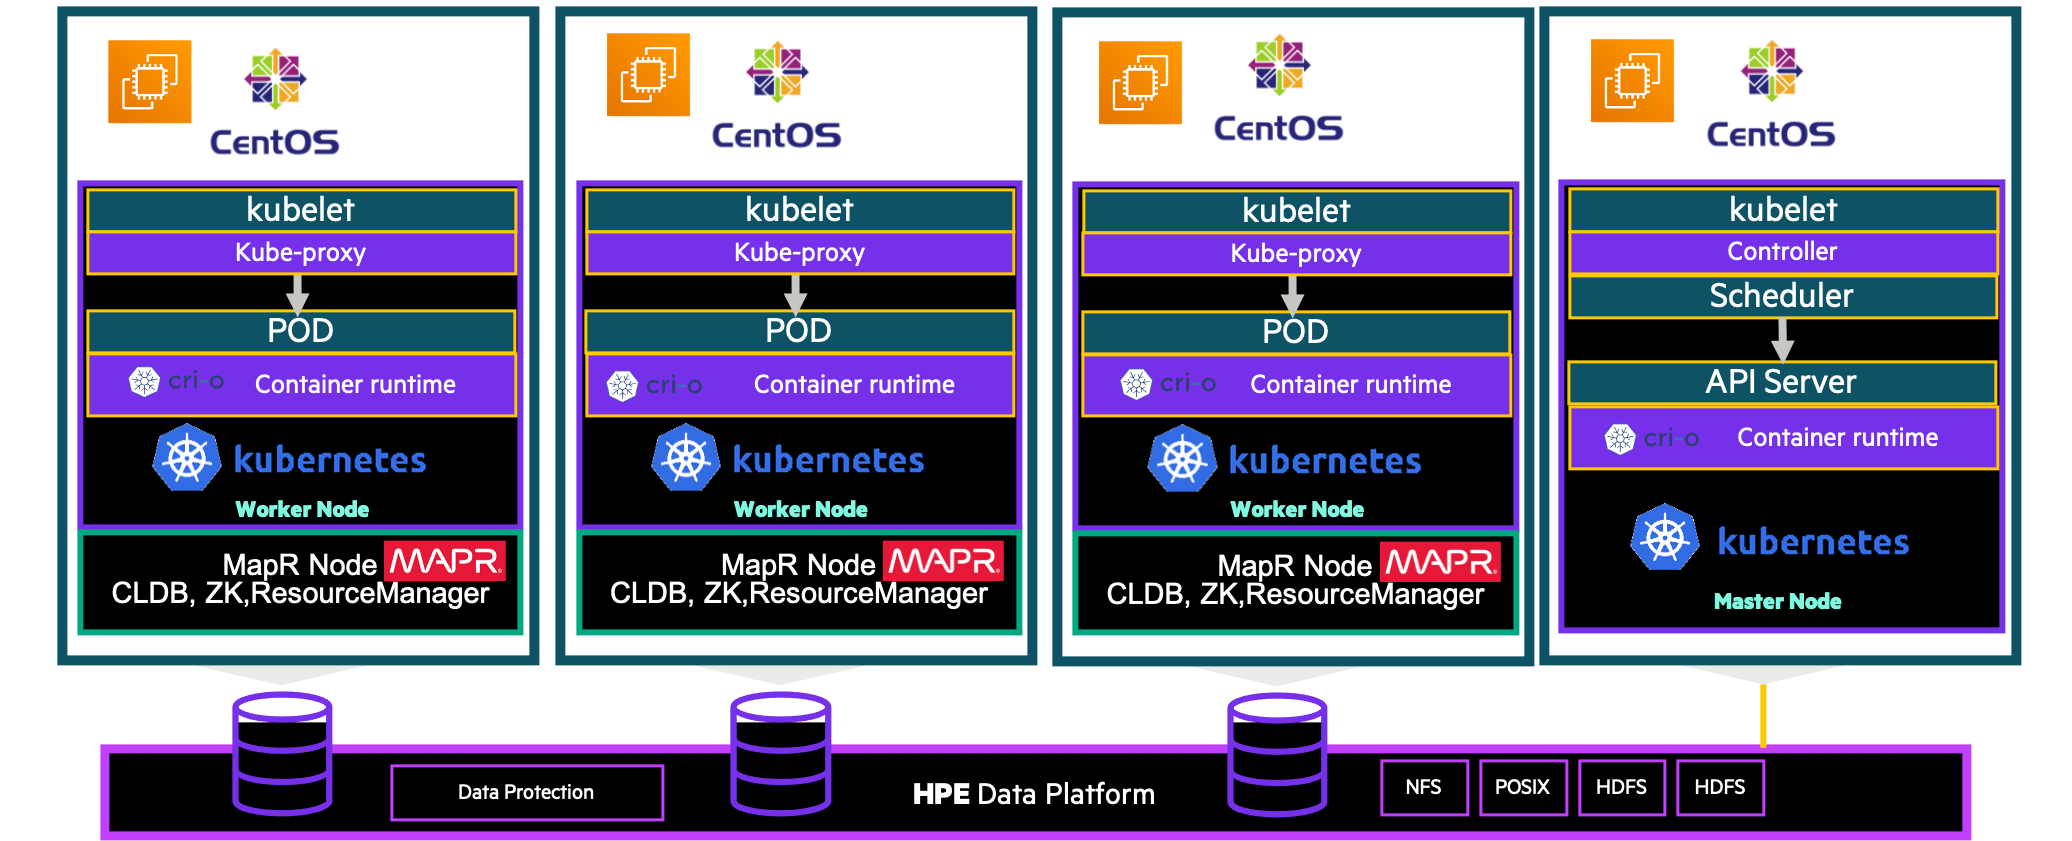 CentOS
kubelet
Kube-proxy
POD
cri-o Container runtime
kubernetes
Worker Node
MapR Node MAPR
CLDB, ZK,ResourceManager
CentOS
kubelet
Kube-proxy
POD
cri-o Container runtime
kubernetes
Worker Node
MapR Node MAPR
CLDB, ZK,ResourceManager
CentOS
kubelet
Kube-proxy
POD
cri-o Container runtime
kubernetes
Worker Node
MapR Node MAPR
CLDB, ZK,ResourceManager
CentOS
kubelet
Controller
Scheduler
API Server
cri-o Container runtime
kubernetes
Master Node
Data Protection
HPE Data Platform
NFS
POSIX
HDFS
HDFS